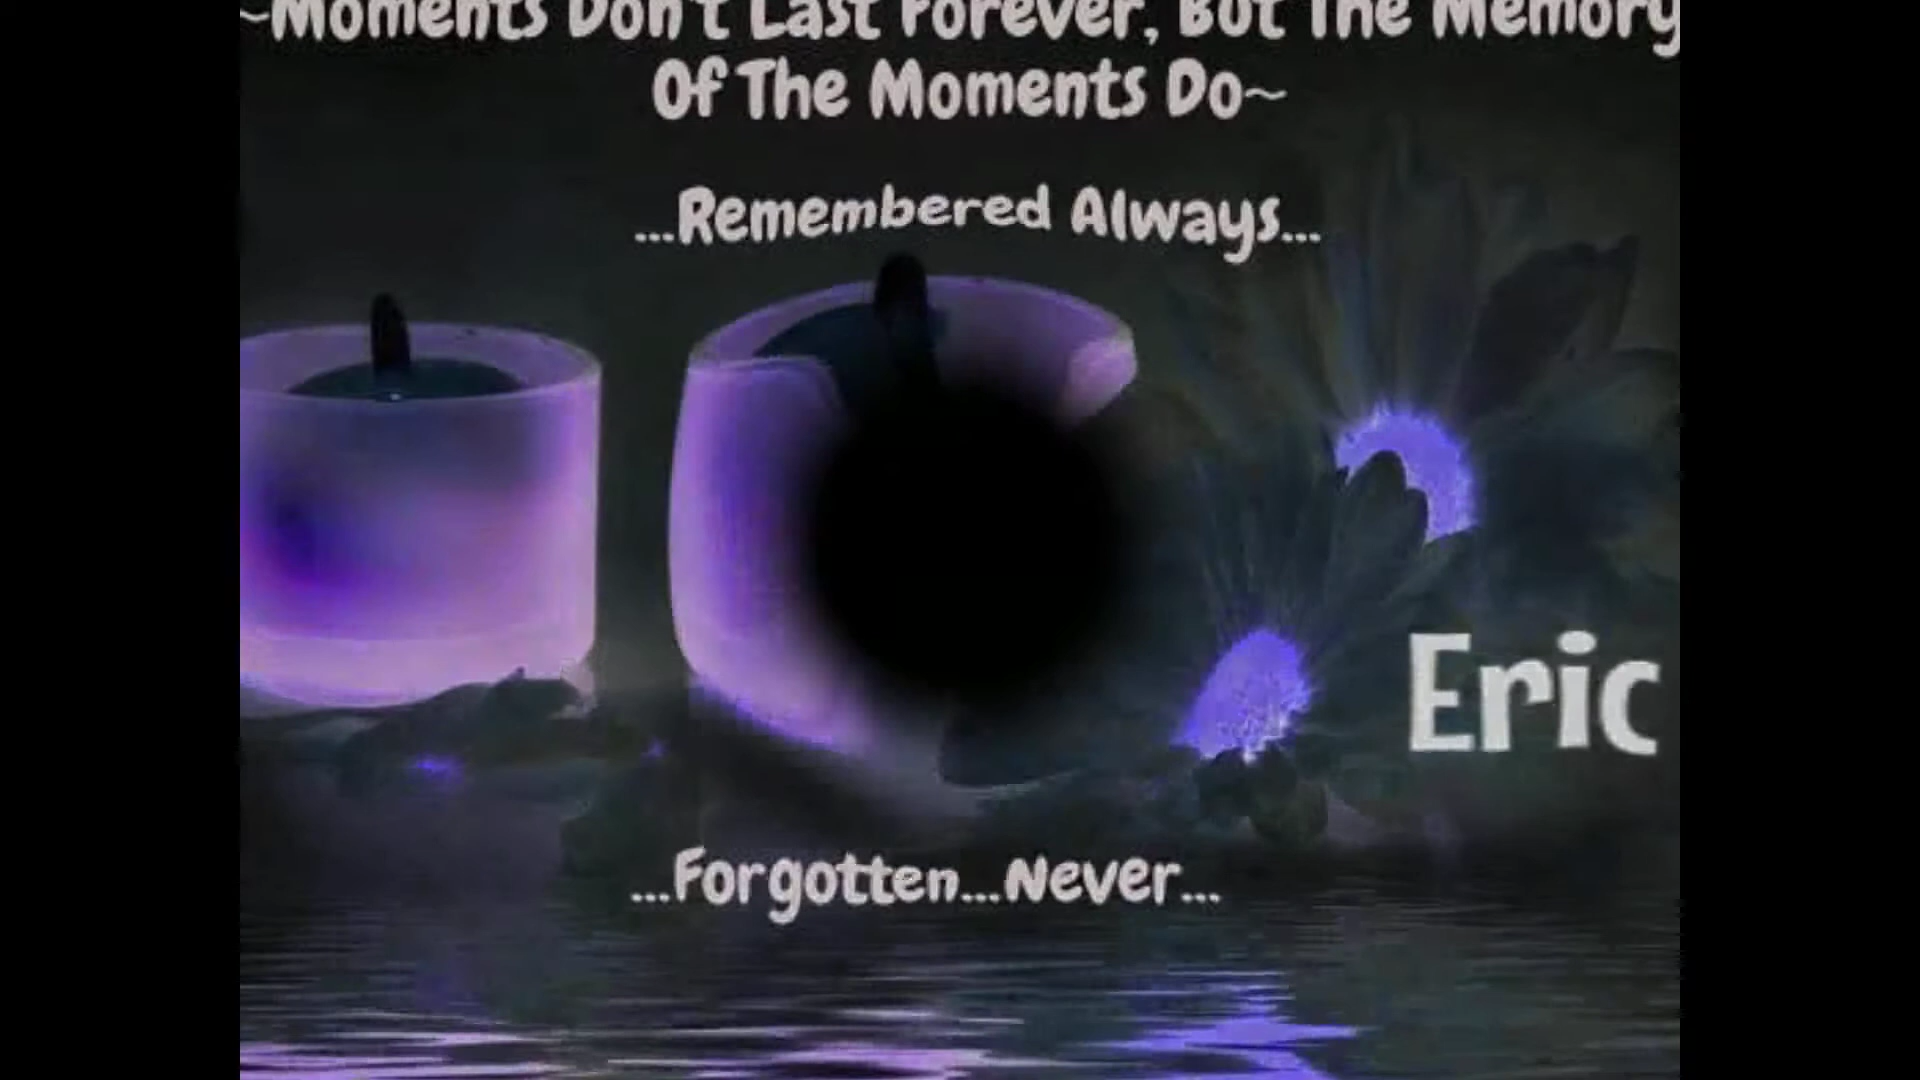 ~Moments Don't Last Forever, But The Memory
Of The Moments Do~
...Remembered Always...
Eric
...Forgotten...Never...